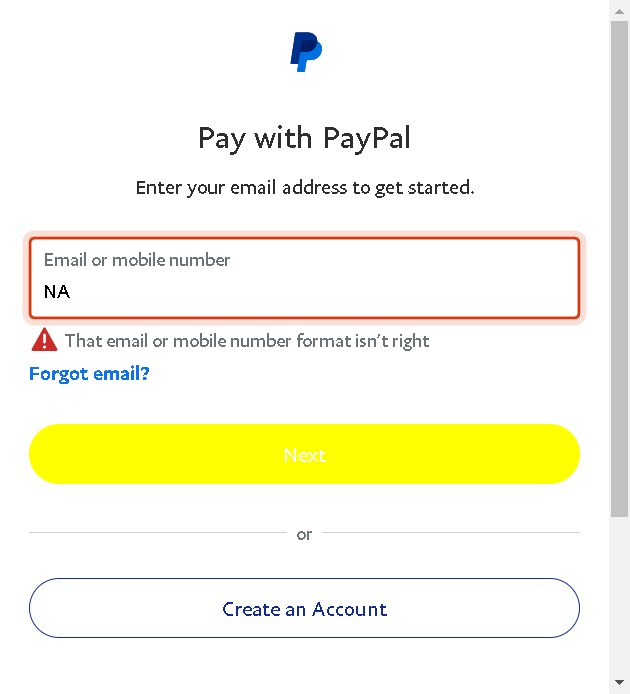 Pay with PayPal
Enter your email address to get started.
Email or mobile number
NA
That email or mobile number format isn't right
Forgot email?
Next
or
Create an Account